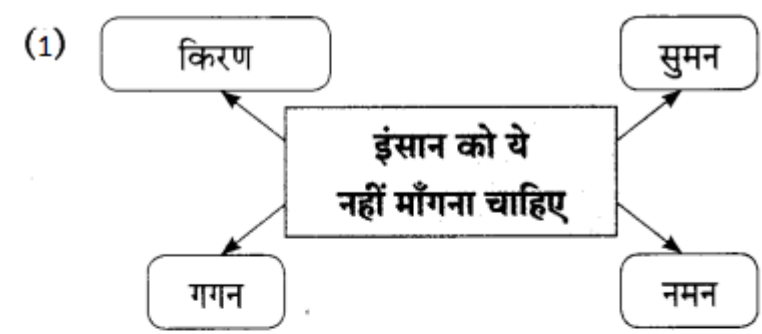 (1)
किरण
सुमन
इंसान को ये
नहीं माँगना चाहिए
गगन
नमन